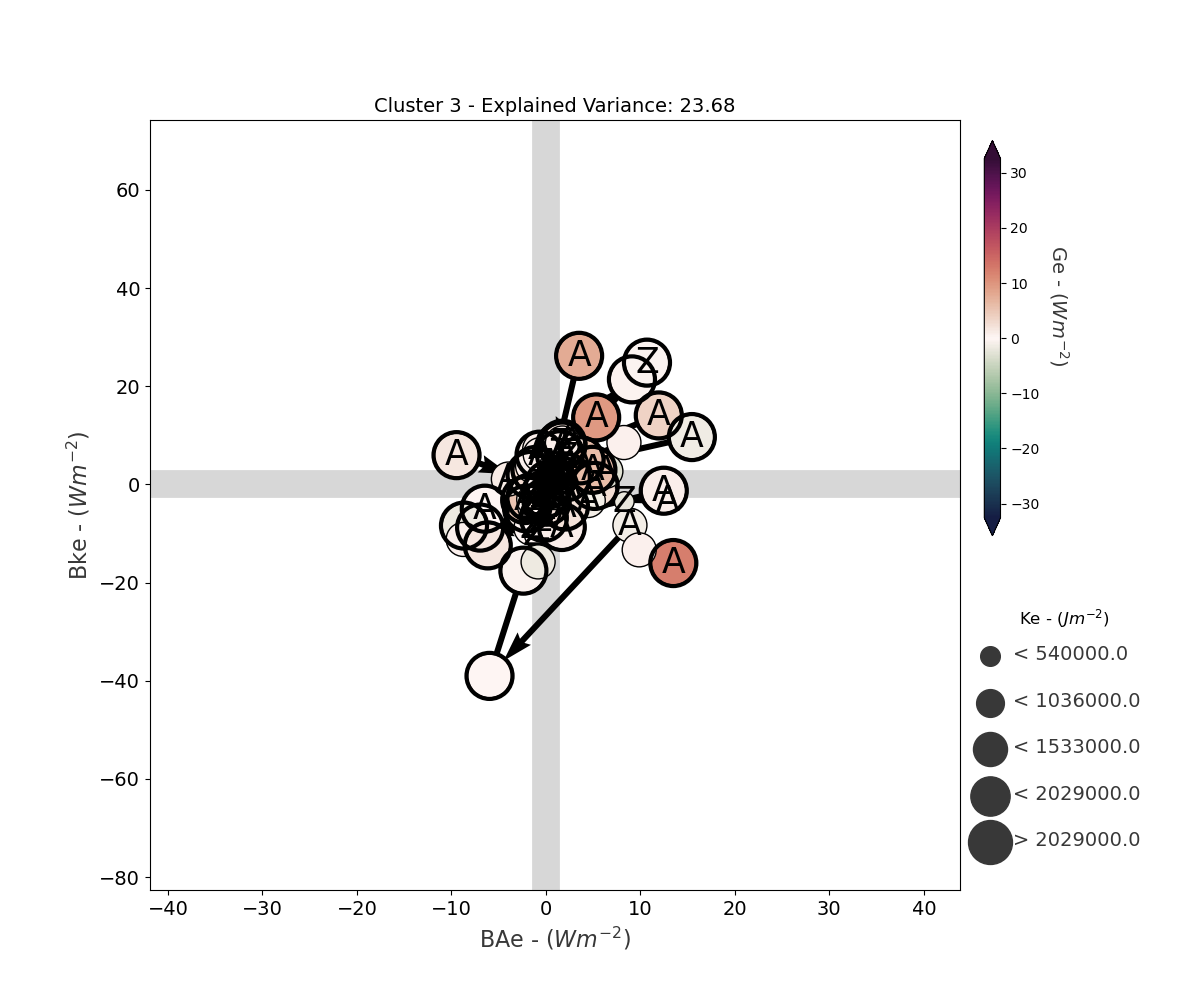 Cluster 3 - Explained Variance: 23.68
60
40
20
0
−20
−40
−60
−80
Bke - (Wm⁻²)
−40
−30
−20
−10
0
10
20
30
40
BAe - (Wm⁻²)
A
Z
A
A
A
A
A
A
A
Z
A
A
A
30
20
10
0
−10
−20
−30
Ge - (Wm⁻²)
Ke - (Jm⁻²)
< 540000.0
< 1036000.0
< 1533000.0
< 2029000.0
> 2029000.0